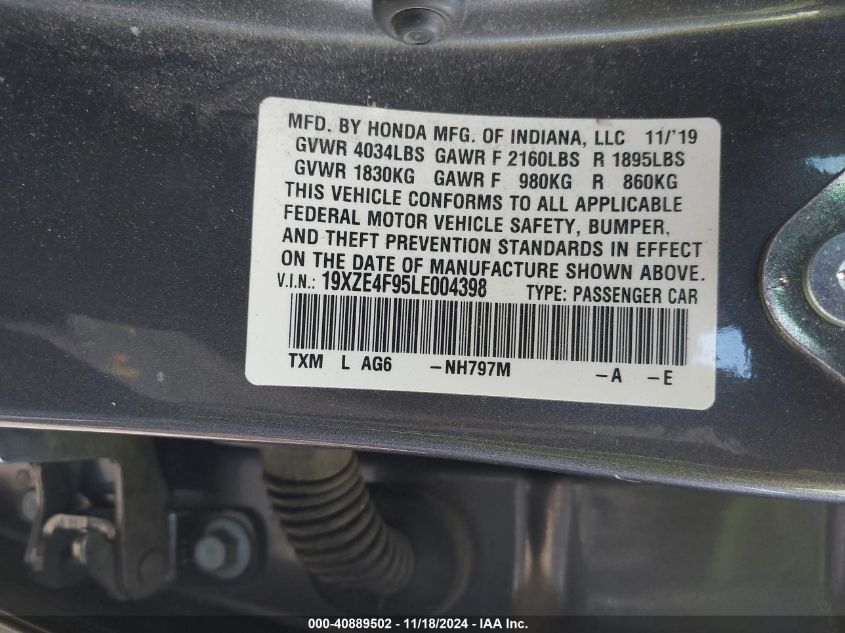 MFD. BY HONDA MFG. OF INDIANA, LLC 11/'19
GVWR 4034LBS GAWR F 2160LBS R 1895LBS
GVWR 1830KG GAWR F 980KG R 860KG
THIS VEHICLE CONFORMS TO ALL APPLICABLE
FEDERAL MOTOR VEHICLE SAFETY, BUMPER,
AND THEFT PREVENTION STANDARDS IN EFFECT
ON THE DATE OF MANUFACTURE SHOWN ABOVE.
V.I.N.: 19XZE4F95LE004398 TYPE: PASSENGER CAR
TXM L AG6 -NH797M -A -E
000-40889502 - 11/18/2024 - IAAI.COM